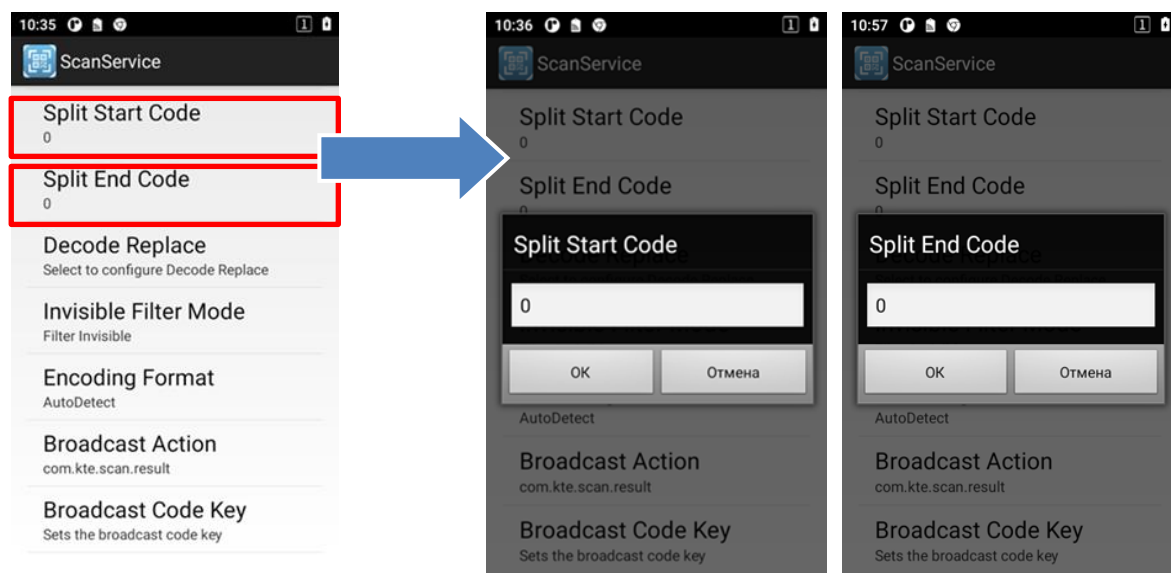 10:35
1
ScanService
Split Start Code
0
Split End Code
0
Decode Replace
Select to configure Decode Replace
Invisible Filter Mode
Filter Invisible
Encoding Format
AutoDetect
Broadcast Action
com.kte.scan.result
Broadcast Code Key
Sets the broadcast code key
10:36
1
ScanService
Split Start Code
0
Split End Code
0
Split Start Code
0
OK
Отмена
AutoDetect
Broadcast Action
com.kte.scan.result
Broadcast Code Key
Sets the broadcast code key
10:57
1
ScanService
Split Start Code
0
Split End Code
0
Split End Code
0
OK
Отмена
AutoDetect
Broadcast Action
com.kte.scan.result
Broadcast Code Key
Sets the broadcast code key